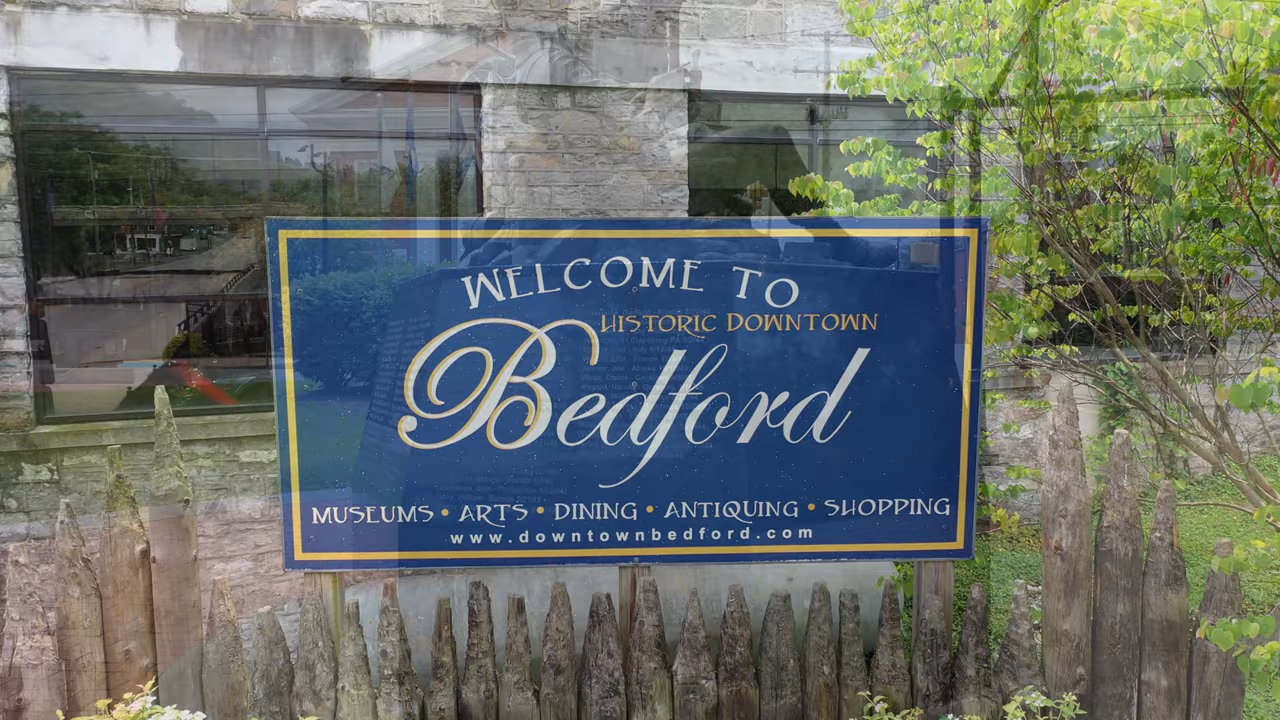 WELCOME TO
HISTORIC DOWNTOWN
Bedford
MUSEUMS • ARTS • DINING • ANTIQUING • SHOPPING
www.downtownbedford.com